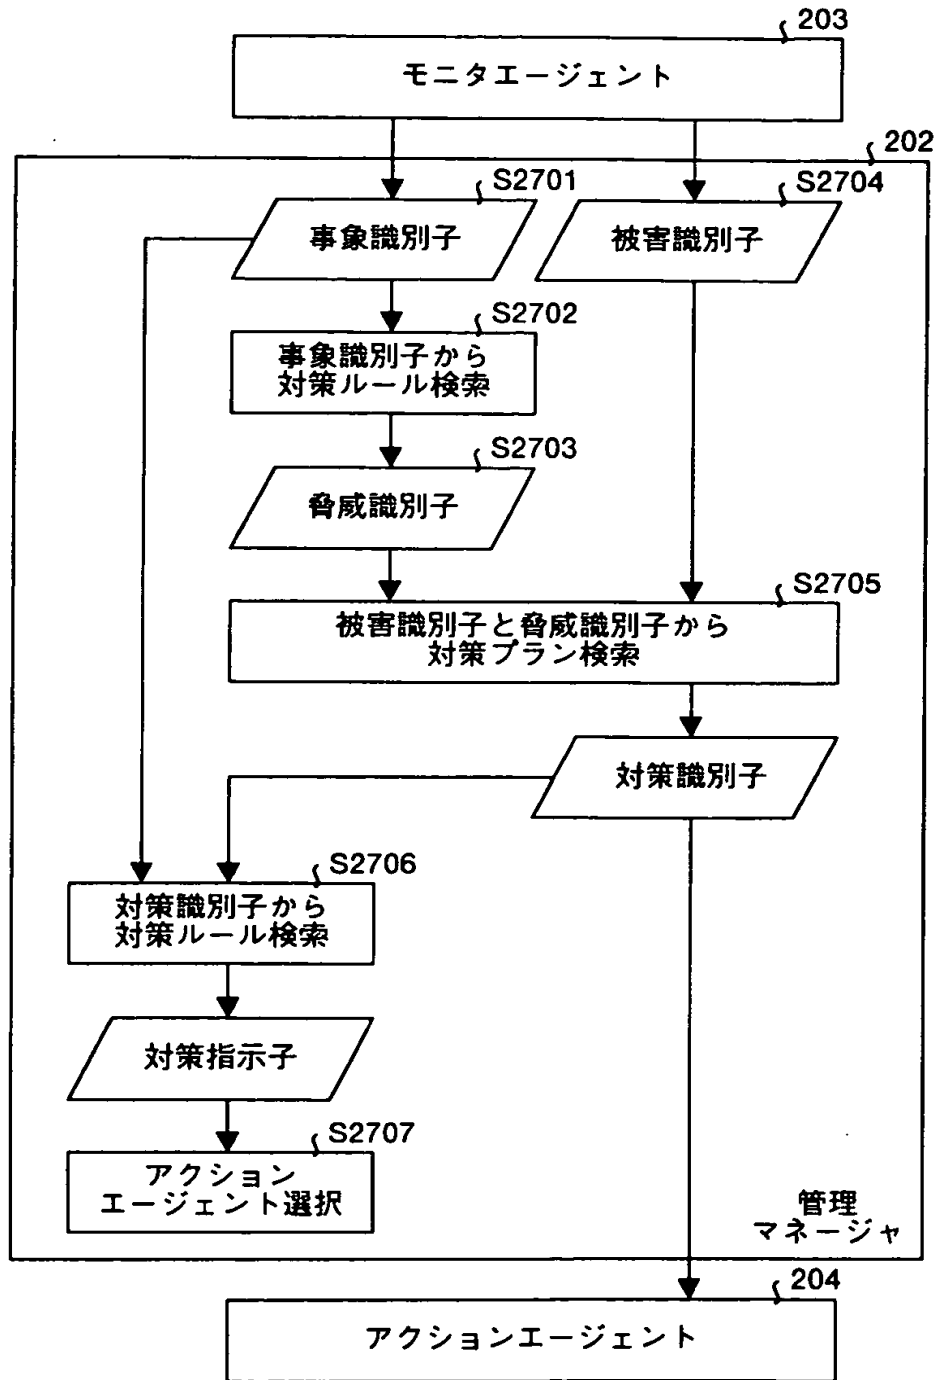 203
モニタエージェント
202
S2701
事象識別子
S2704
被害識別子
S2702
事象識別子から
対策ルール検索
S2703
脅威識別子
S2705
被害識別子と脅威識別子から
対策プラン検索
対策識別子
S2706
対策識別子から
対策ルール検索
対策指示子
S2707
アクション
エージェント選択
管理
マネージャ
204
アクションエージェント